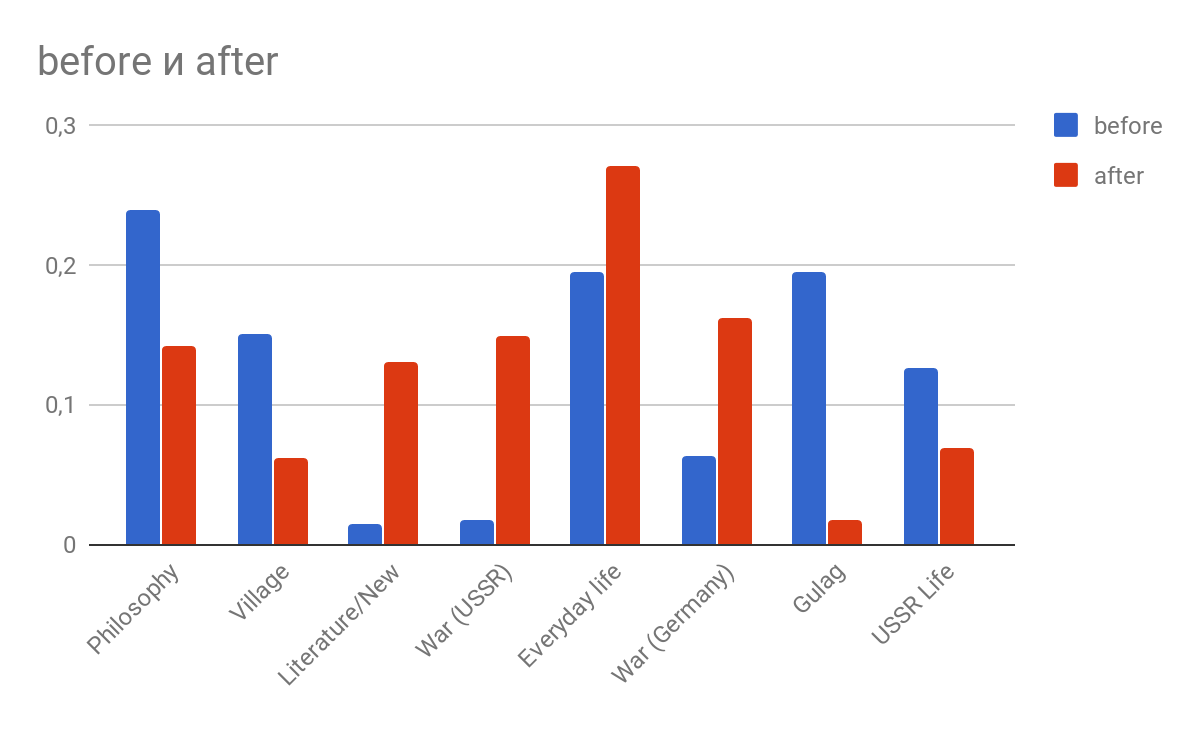 before и after
0,3
0,2
0,1
0
before
after
Philosophy
Village
Literature/New
War (USSR)
Everyday life
War (Germany)
Gulag
USSR Life